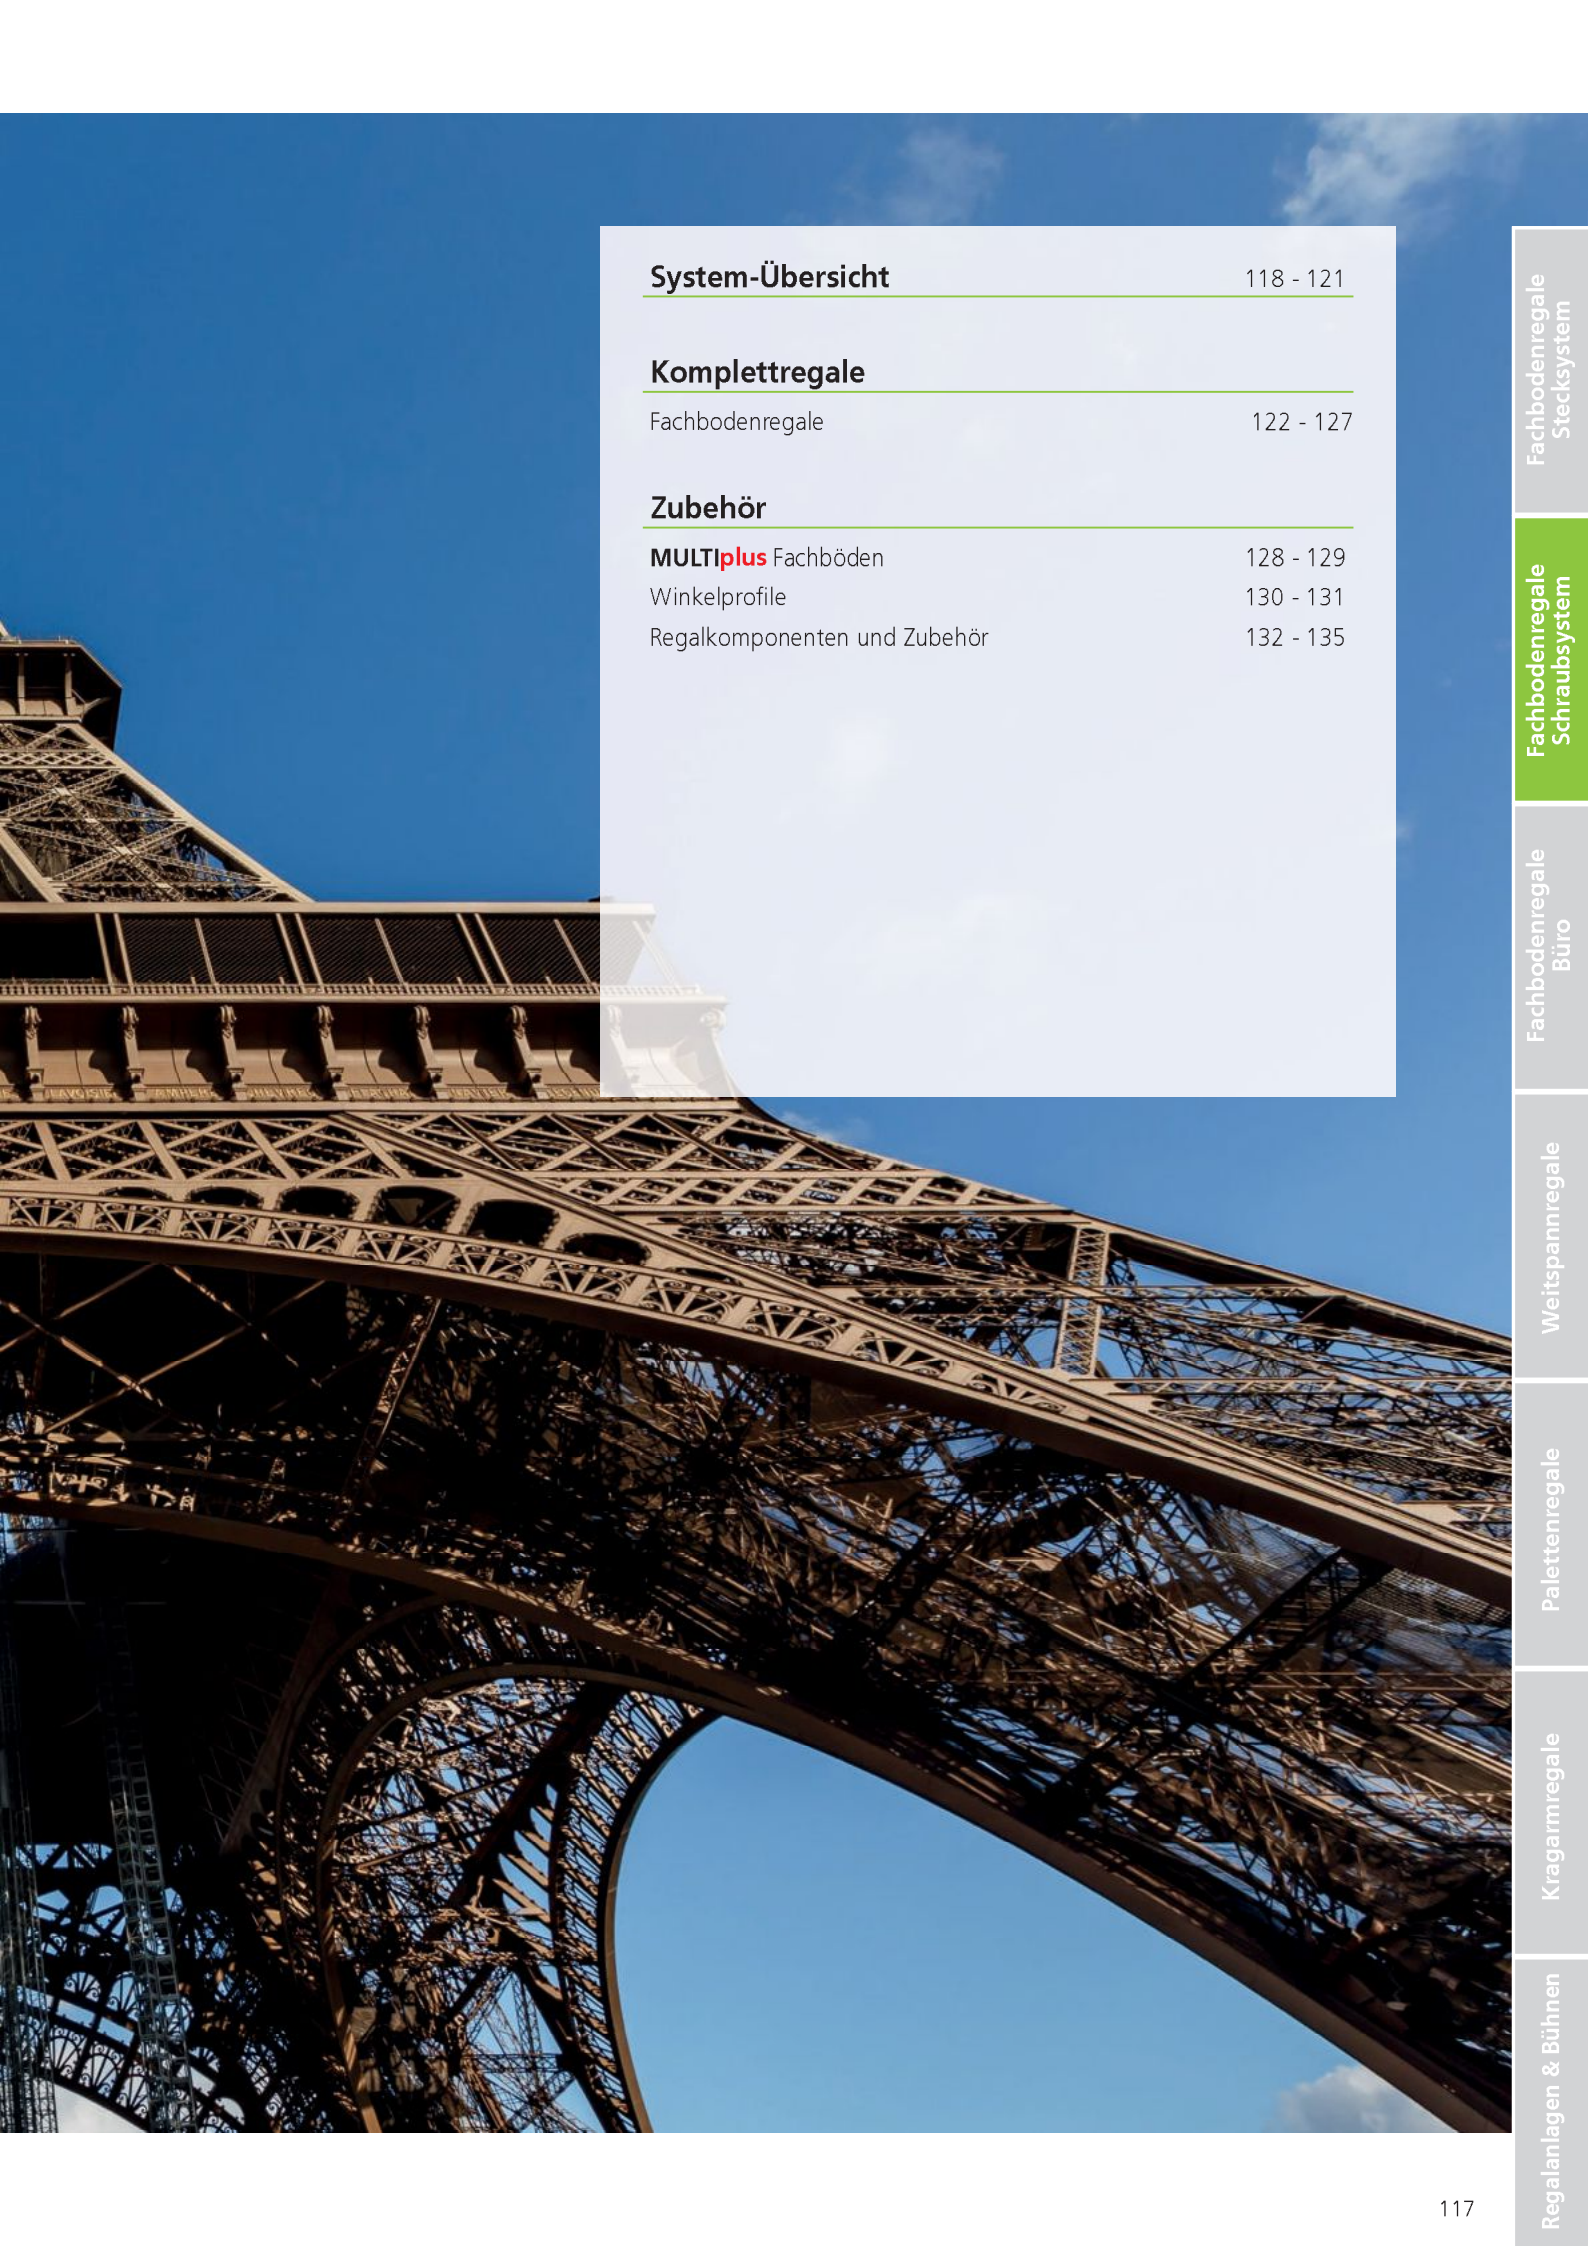 System-Übersicht 118 - 121
Komplettregale
Fachbodenregale 122 - 127
Zubehör
MULTIplus Fachböden 128 - 129
Winkelprofile 130 - 131
Regalkomponenten und Zubehör 132 - 135
Fachbodenregale
Stecksystem
Fachbodenregale
Schraubsystem
Fachbodenregale
Büro
Weitspannregale
Palettenregale
Kragarmregale
Regalanlagen & Bühnen
117